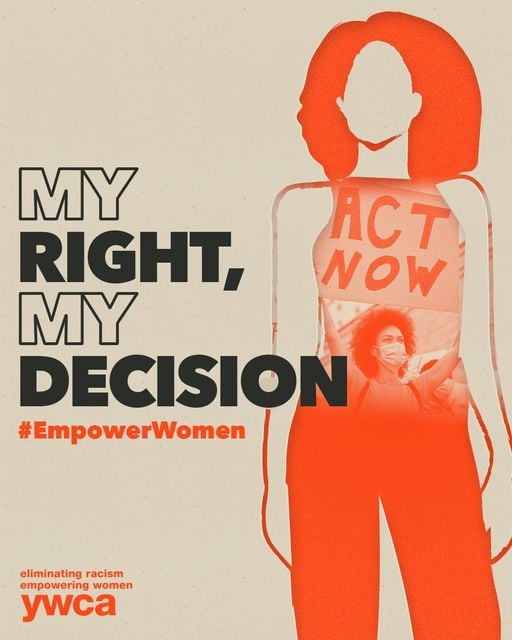 MY
RIGHT,
MY
DECISION
#EmpowerWomen
ACT
NOW
eliminating racism
empowering women
ywca